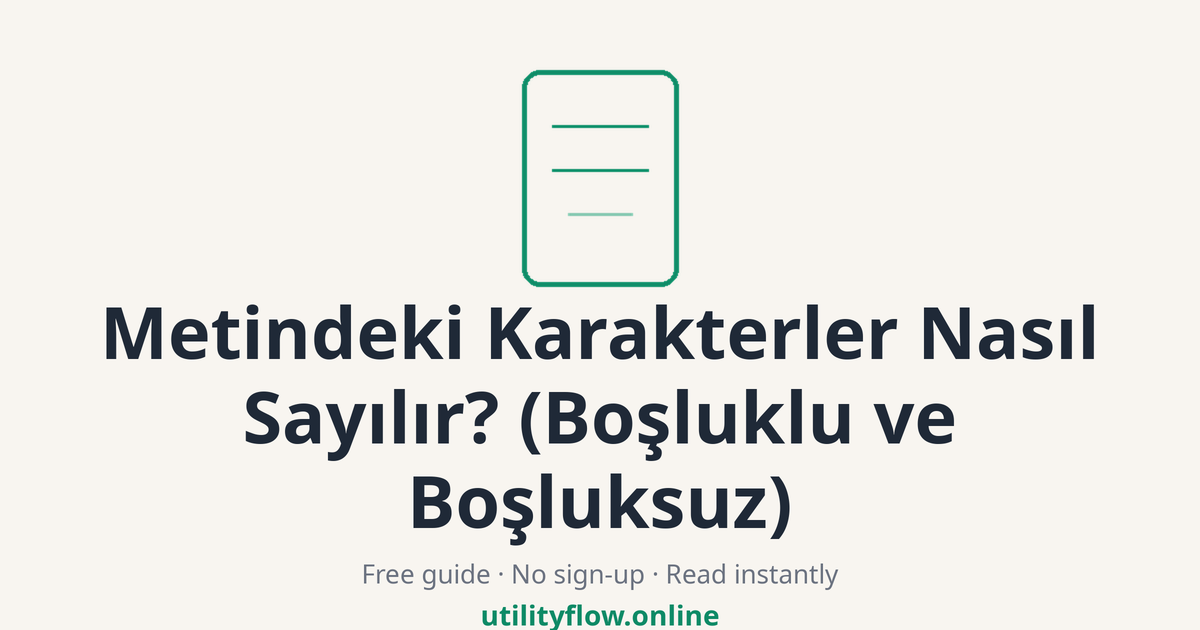 Metindeki Karakterler Nasıl
Sayılır? (Boşluklu ve
Boşluksuz)
Free guide · No sign-up · Read instantly
utilityflow.online